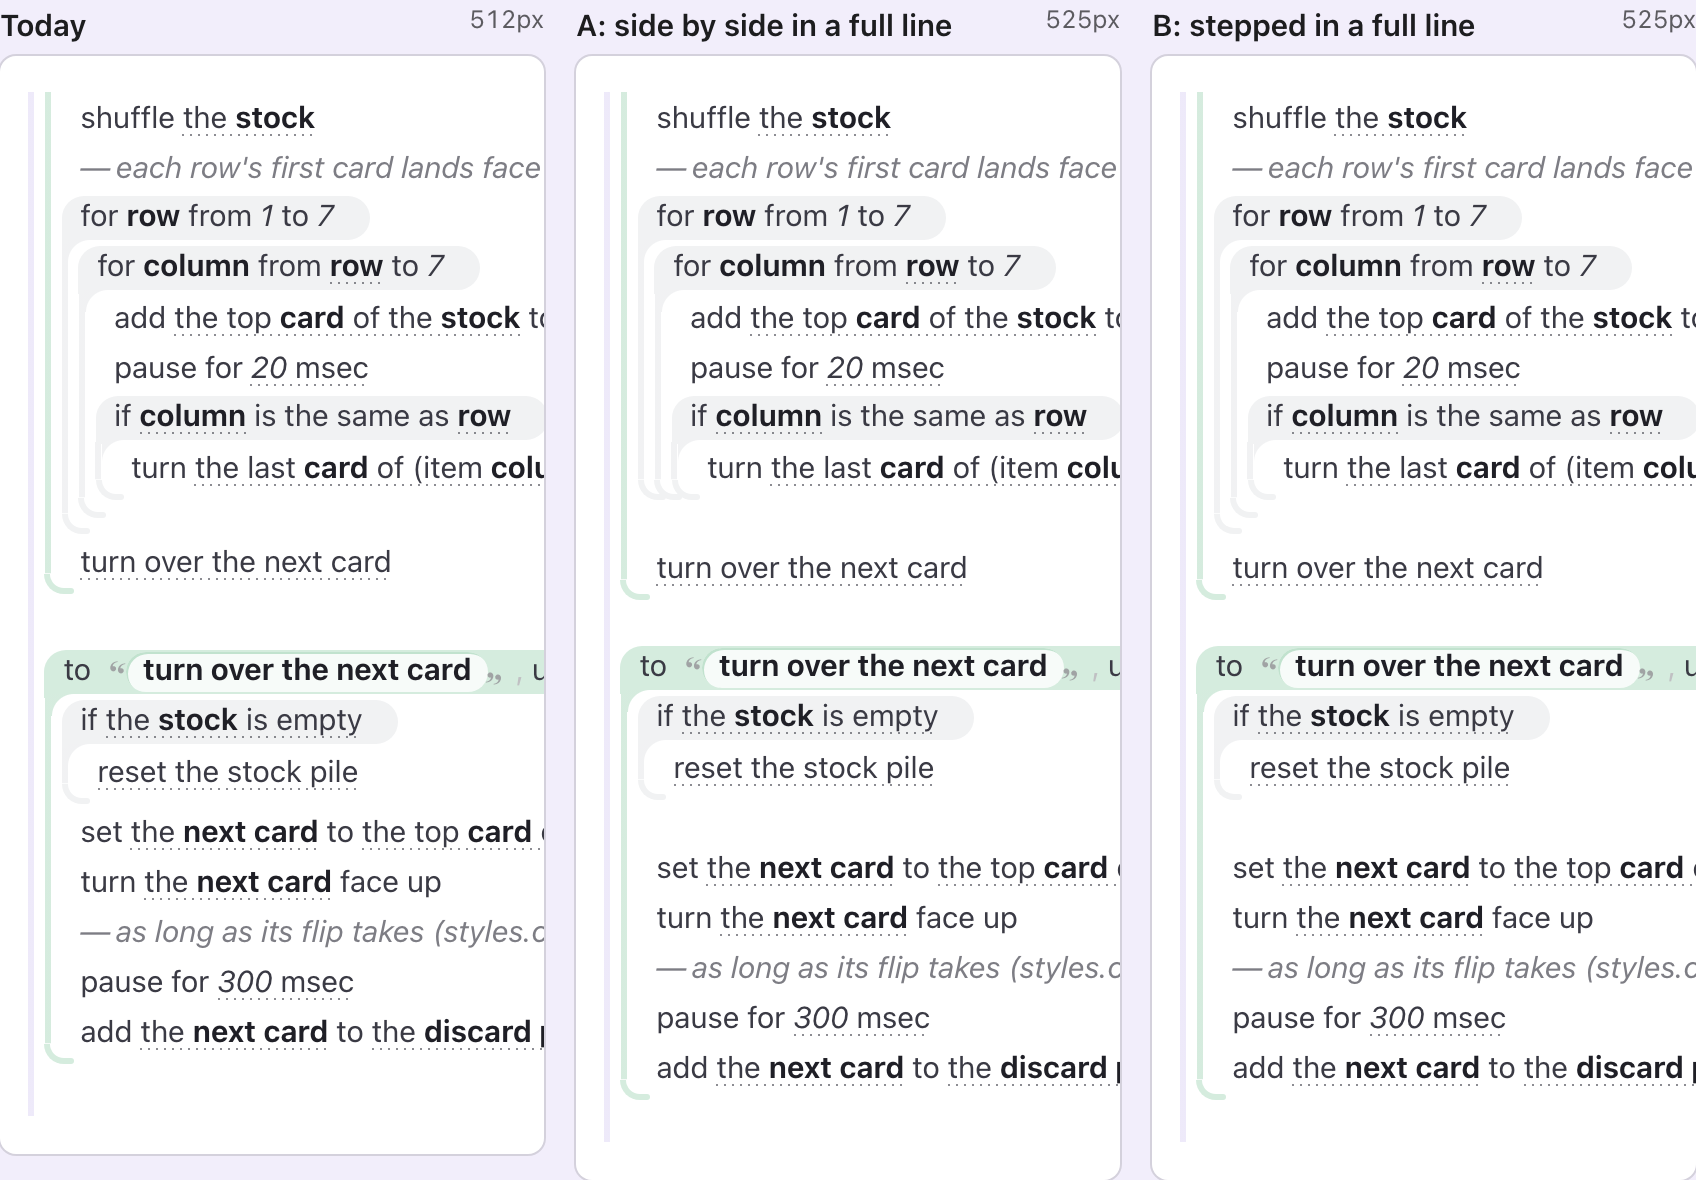 Today 512px
shuffle the stock
— each row's first card lands face
for row from 1 to 7
for column from row to 7
add the top card of the stock
pause for 20 msec
if column is the same as row
turn the last card of (item
turn over the next card
to “ turn over the next card ” ,
if the stock is empty
reset the stock pile
set the next card to the top card
turn the next card face up
— as long as its flip takes
pause for 300 msec
add the next card to the discard
A: side by side in a full line 525px
shuffle the stock
— each row's first card lands face
for row from 1 to 7
for column from row to 7
add the top card of the stock
pause for 20 msec
if column is the same as row
turn the last card of (item
turn over the next card
to “ turn over the next card ” ,
if the stock is empty
reset the stock pile
set the next card to the top card
turn the next card face up
— as long as its flip takes
pause for 300 msec
add the next card to the discard
B: stepped in a full line 525px
shuffle the stock
— each row's first card lands face
for row from 1 to 7
for column from row to 7
add the top card of the stock
pause for 20 msec
if column is the same as row
turn the last card of (item
turn over the next card
to “ turn over the next card ” ,
if the stock is empty
reset the stock pile
set the next card to the top card
turn the next card face up
— as long as its flip takes
pause for 300 msec
add the next card to the discard